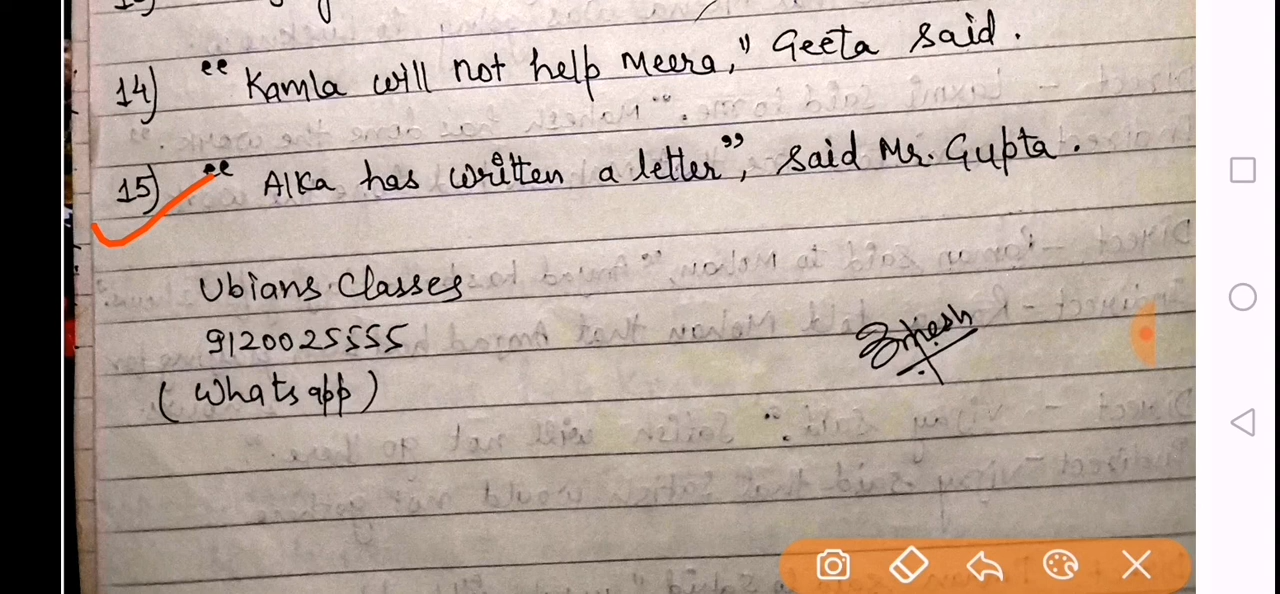 14) "Kamla will not help Meera," Geeta said.
15) "Alka has written a letter", said Mr. Gupta.
Ubians Classes
9120025555
(Whatsapp)